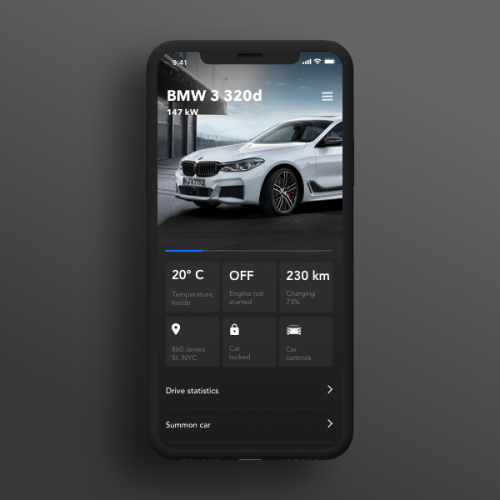 9:41
BMW 3 320d
147 kW
20° C
OFF
230 km
Temperature
Inside
Engine not
started
Charging
73%
860 James
St, NYC
Car
locked
Car
controls
Drive statistics
Summon car